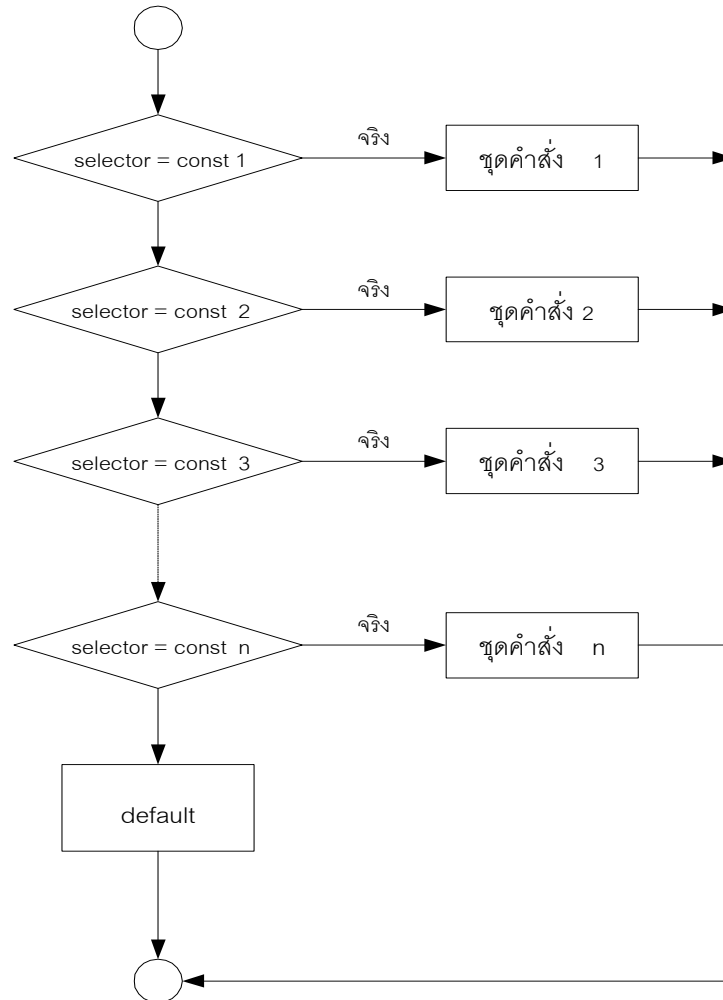 จริง
selector = const 1
ชุดคำสั่ง 1
จริง
selector = const 2
ชุดคำสั่ง 2
จริง
selector = const 3
ชุดคำสั่ง 3
จริง
selector = const n
ชุดคำสั่ง n
default